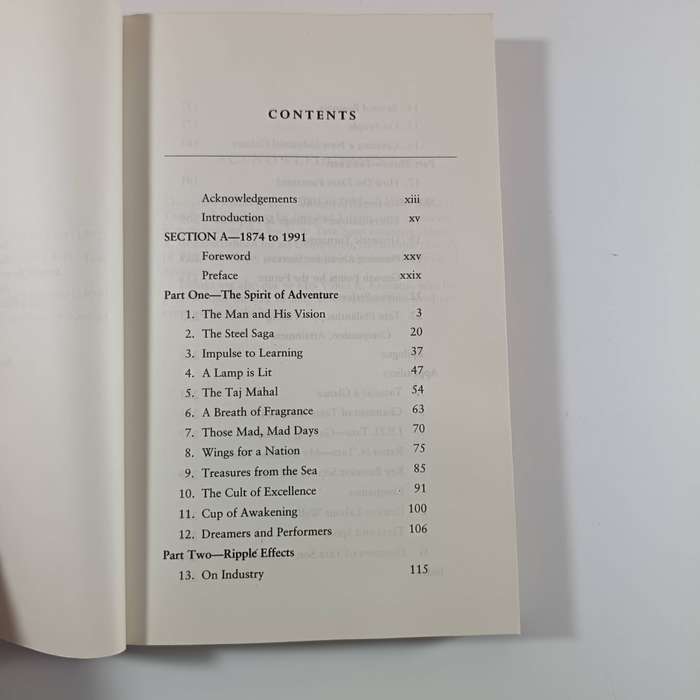 CONTENTS
Acknowledgements xiii
Introduction xv
SECTION A—1874 to 1991
Foreword xxv
Preface xxix
Part One—The Spirit of Adventure
1. The Man and His Vision 3
2. The Steel Saga 20
3. Impulse to Learning 37
4. A Lamp is Lit 47
5. The Taj Mahal 54
6. A Breath of Fragrance 63
7. Those Mad, Mad Days 70
8. Wings for a Nation 75
9. Treasures from the Sea 85
10. The Cult of Excellence 91
11. Cup of Awakening 100
12. Dreamers and Performers 106
Part Two—Ripple Effects
13. On Industry 115